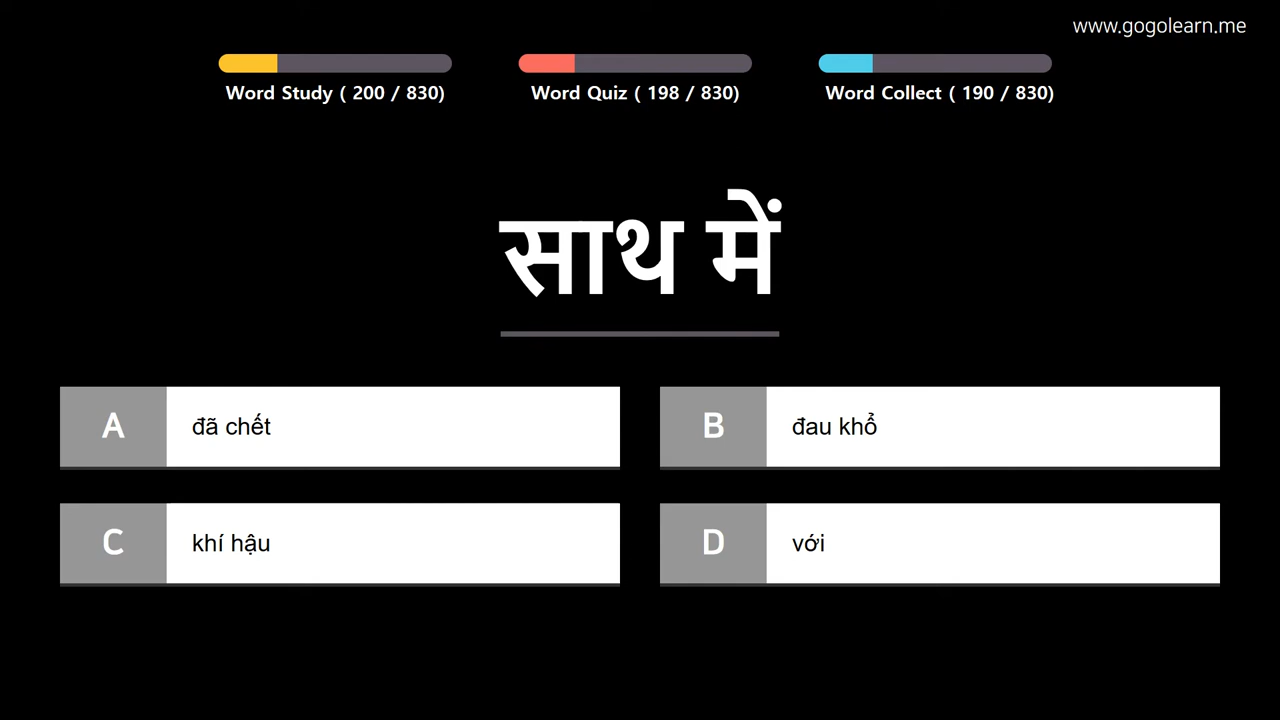 www.gogolearn.me
Word Study ( 200 / 830)
Word Quiz ( 198 / 830)
Word Collect ( 190 / 830)
साथ में
A
đã chết
B
đau khổ
C
khí hậu
D
với